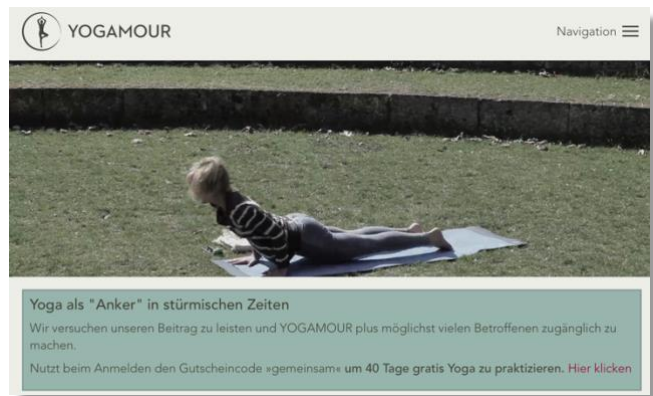 YOGAMOUR
Navigation
Yoga als "Anker" in stürmischen Zeiten
Wir versuchen unseren Beitrag zu leisten und YOGAMOUR plus möglichst vielen Betroffenen zugänglich zu
machen.
Nutzt beim Anmelden den Gutscheincode »gemeinsam« um 40 Tage gratis Yoga zu praktizieren. Hier klicken